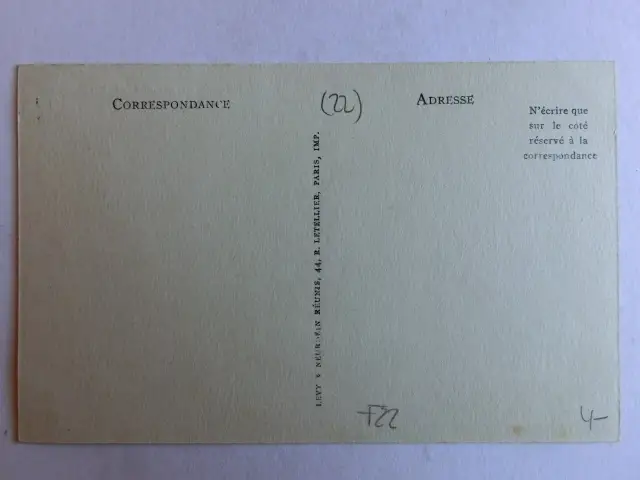 CORRESPONDANCE
(22)
ADRESSE
N'écrire que
sur le côté
réservé à la
correspondance
LEVY & NEURDEIN RÉUNIS, 44, R. LETELLIER, PARIS, IMP.
F22
4-